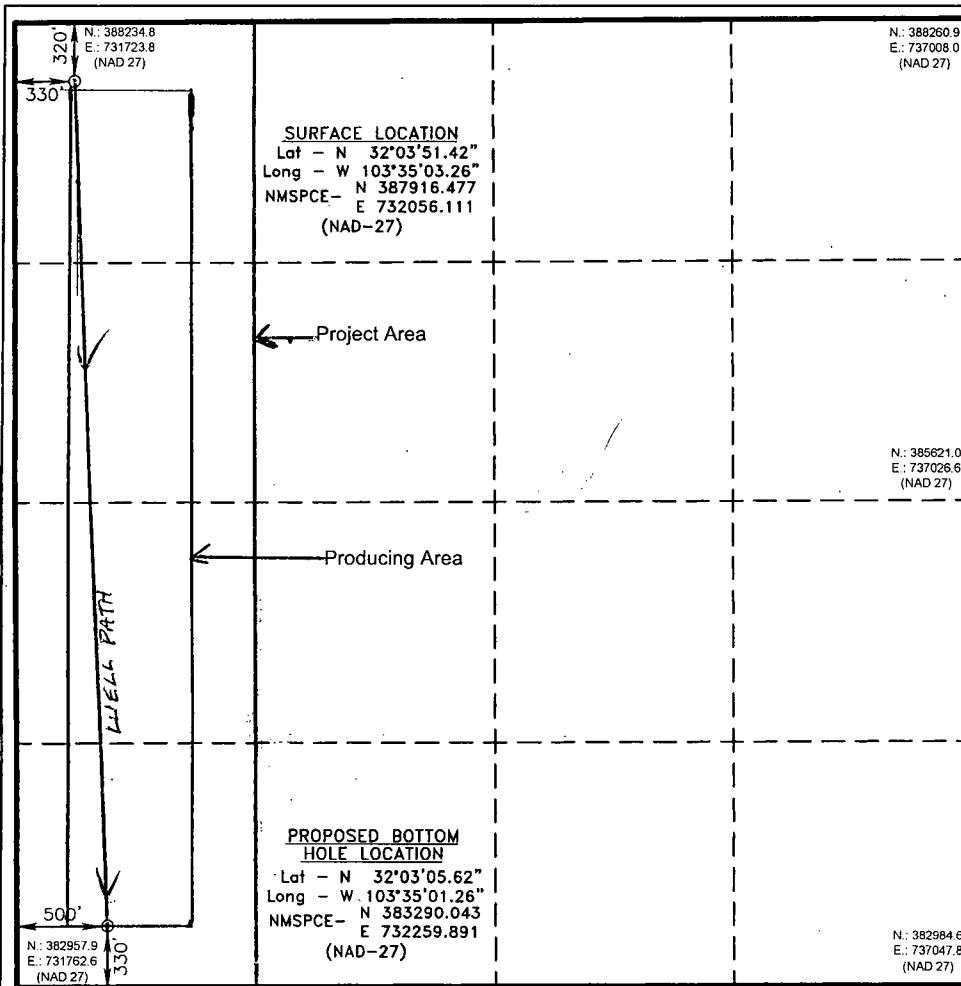 320'
N.: 388234.8
E.: 731723.8
(NAD 27)
N.: 388260.9
E.: 737008.0
(NAD 27)
330'
SURFACE LOCATION
Lat - N 32°03'51.42"
Long - W 103°35'03.26"
NMSPCE- N 387916.477
E 732056.111
(NAD-27)
Project Area
N.: 385621.0
E.: 737026.6
(NAD 27)
Producing Area
WELL PATH
PROPOSED BOTTOM
HOLE LOCATION
Lat - N 32°03'05.62"
Long - W 103°35'01.26"
NMSPCE- N 383290.043
E 732259.891
(NAD-27)
500'
N.: 382957.9
E.: 731762.6
(NAD 27)
330'
N.: 382984.6
E.: 737047.8
(NAD 27)